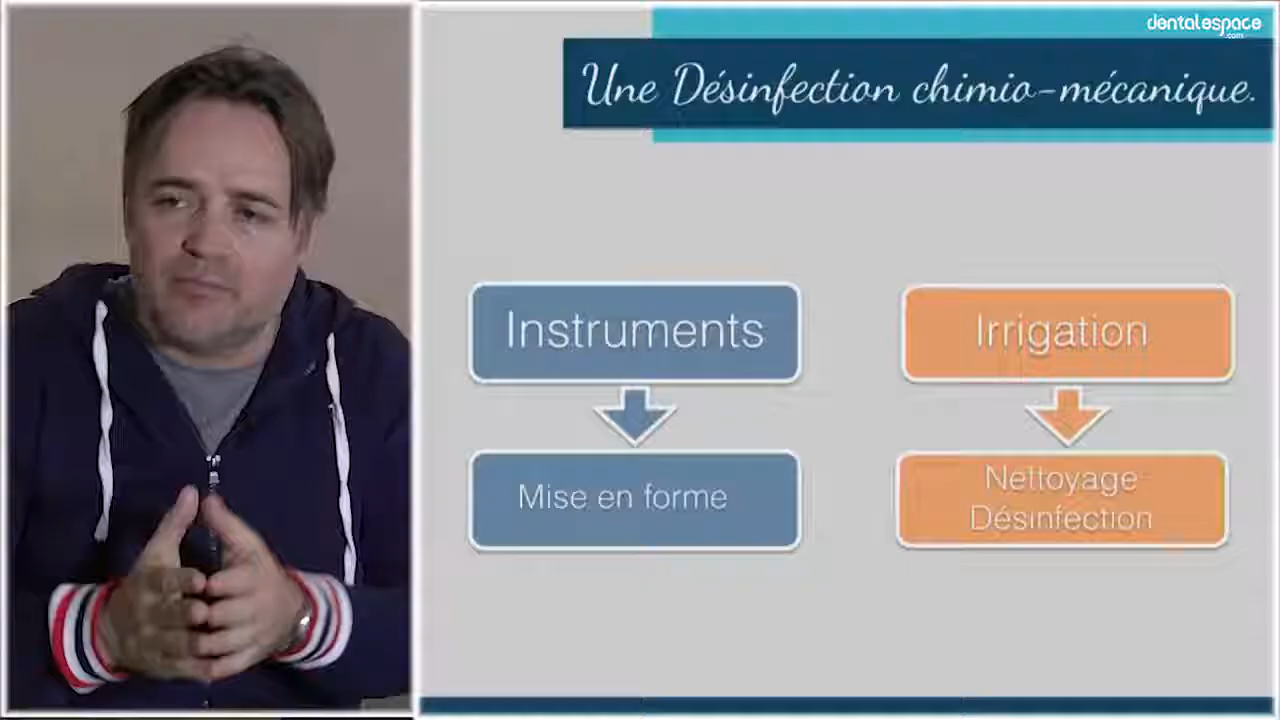 dentalespace
.com
Une Désinfection chimio-mécanique.
Instruments
Irrigation
Mise en forme
Nettoyage
Désinfection